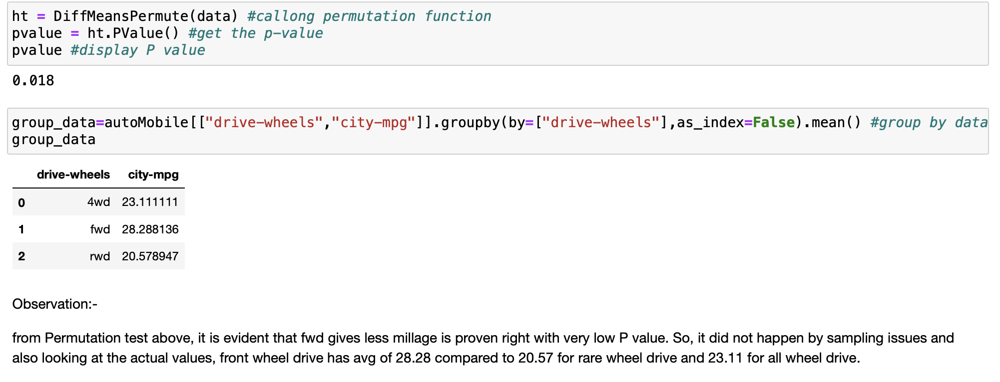 ht = DiffMeansPermute(data) #callong permutation function
pvalue = ht.PValue() #get the p-value
pvalue #display P value
0.018
group_data=autoMobile[["drive-wheels","city-mpg"]].groupby(by=["drive-wheels"],as_index=False).mean() #group by data
group_data
drive-wheels city-mpg
0 4wd 23.111111
1 fwd 28.288136
2 rwd 20.578947
Observation:-
from Permutation test above, it is evident that fwd gives less millage is proven right with very low P value. So, it did not happen by sampling issues and
also looking at the actual values, front wheel drive has avg of 28.28 compared to 20.57 for rare wheel drive and 23.11 for all wheel drive.